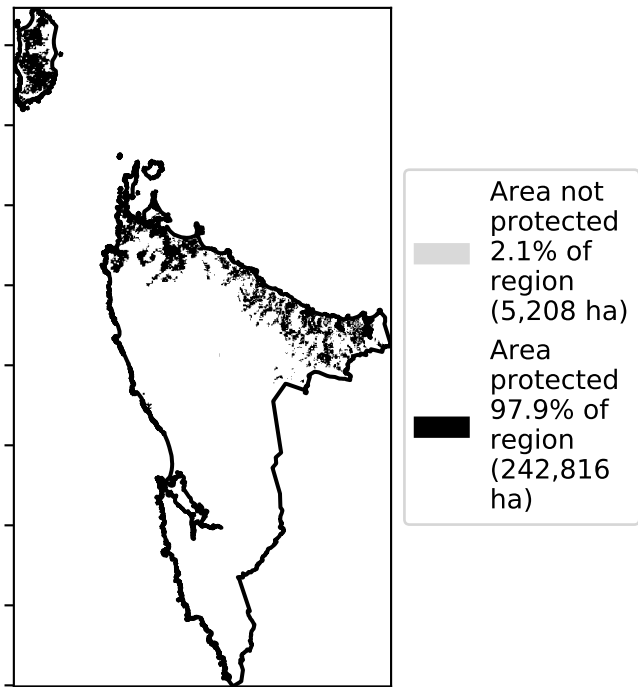 Area not
protected
2.1% of
region
(5,208 ha)
Area
protected
97.9% of
region
(242,816
ha)